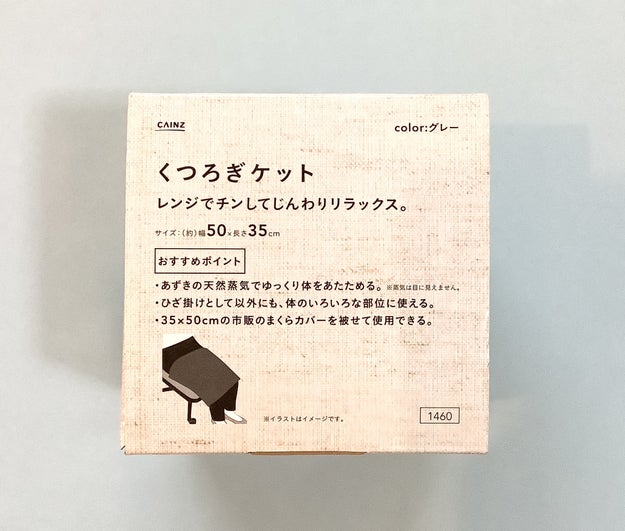 CAINZ
color:グレー
くつろぎケット
レンジでチンしてじんわりリラックス。
サイズ:(約)幅50×長さ35cm
おすすめポイント
・あずきの天然蒸気でゆっくり体をあたためる。※蒸気は目に見えません。
・ひざ掛けとして以外にも、体のいろいろな部位に使える。
・35×50cmの市販のまくらカバーを被せて使用できる。
※イラストはイメージです。
1460